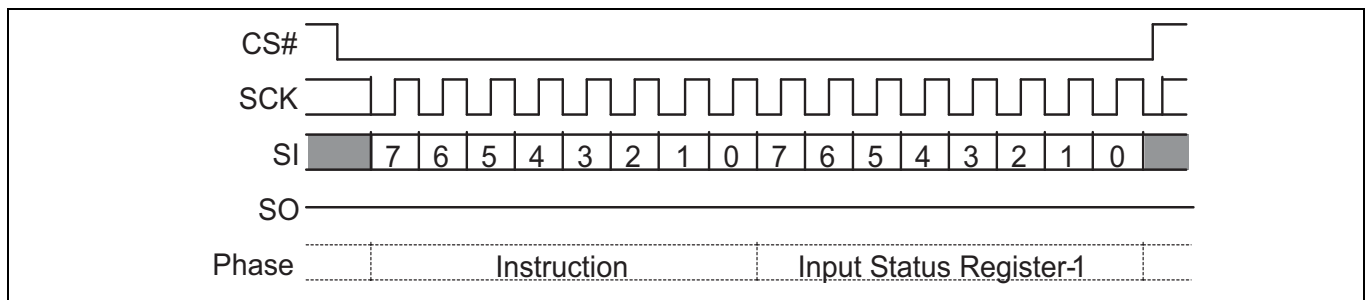 CS#
SCK
SI 7 6 5 4 3 2 1 0 7 6 5 4 3 2 1 0
SO
Phase Instruction Input Status Register-1